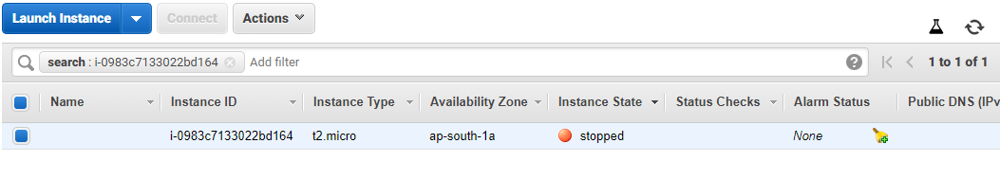 Launch Instance Connect Actions
search : i-0983c7133022bd164 Add filter 1 to 1 of 1
Name Instance ID Instance Type Availability Zone Instance State Status Checks Alarm Status Public DNS (IPv
i-0983c7133022bd164 t2.micro ap-south-1a stopped None